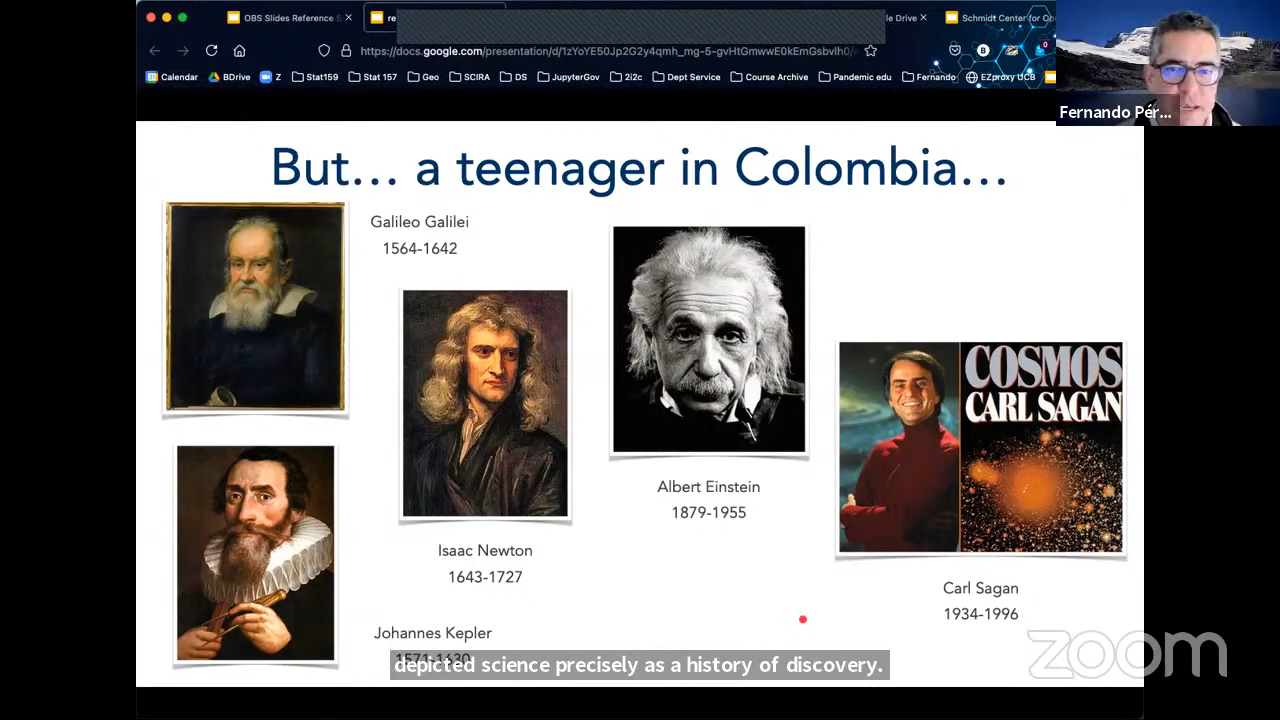 OBS Slides Reference S
re
le Drive
Schmidt Center for Op
https://docs.google.com/presentation/d/1zYoYE50Jp2G2y4qmh_mg-5-gvHtGmwwE0kEmGsbvlh0/
Calendar BDrive Z Stat159 Stat 157 Geo SCIRA DS JupyterGov 2i2c Dept Service Course Archive Pandemic edu Fernando EZproxy UCB
Fernando Pér...
But... a teenager in Colombia...
Galileo Galilei
1564-1642
COSMOS
CARL SAGAN
Albert Einstein
1879-1955
Isaac Newton
1643-1727
Carl Sagan
1934-1996
Johannes Kepler
1571-1630
depicted science precisely as a history of discovery.
zoom